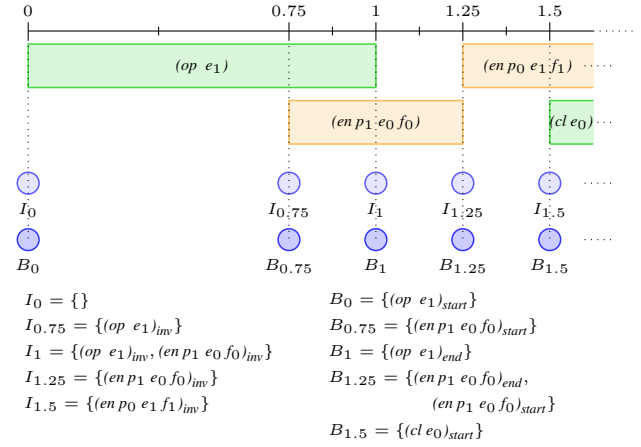 0 0.75 1 1.25 1.5
(op e₁) (en p₀ e₁ f₁)
(en p₁ e₀ f₀) (cl e₀)
I₀ I₀.₇₅ I₁ I₁.₂₅ I₁.₅
B₀ B₀.₇₅ B₁ B₁.₂₅ B₁.₅
I₀ = {} B₀ = {(op e₁)start}
I₀.₇₅ = {(op e₁)inv} B₀.₇₅ = {(en p₁ e₀ f₀)start}
I₁ = {(op e₁)inv, (en p₁ e₀ f₀)inv} B₁ = {(op e₁)end}
I₁.₂₅ = {(en p₁ e₀ f₀)inv} B₁.₂₅ = {(en p₁ e₀ f₀)end,
I₁.₅ = {(en p₀ e₁ f₁)inv} (en p₁ e₀ f₀)start}
B₁.₅ = {(cl e₀)start}